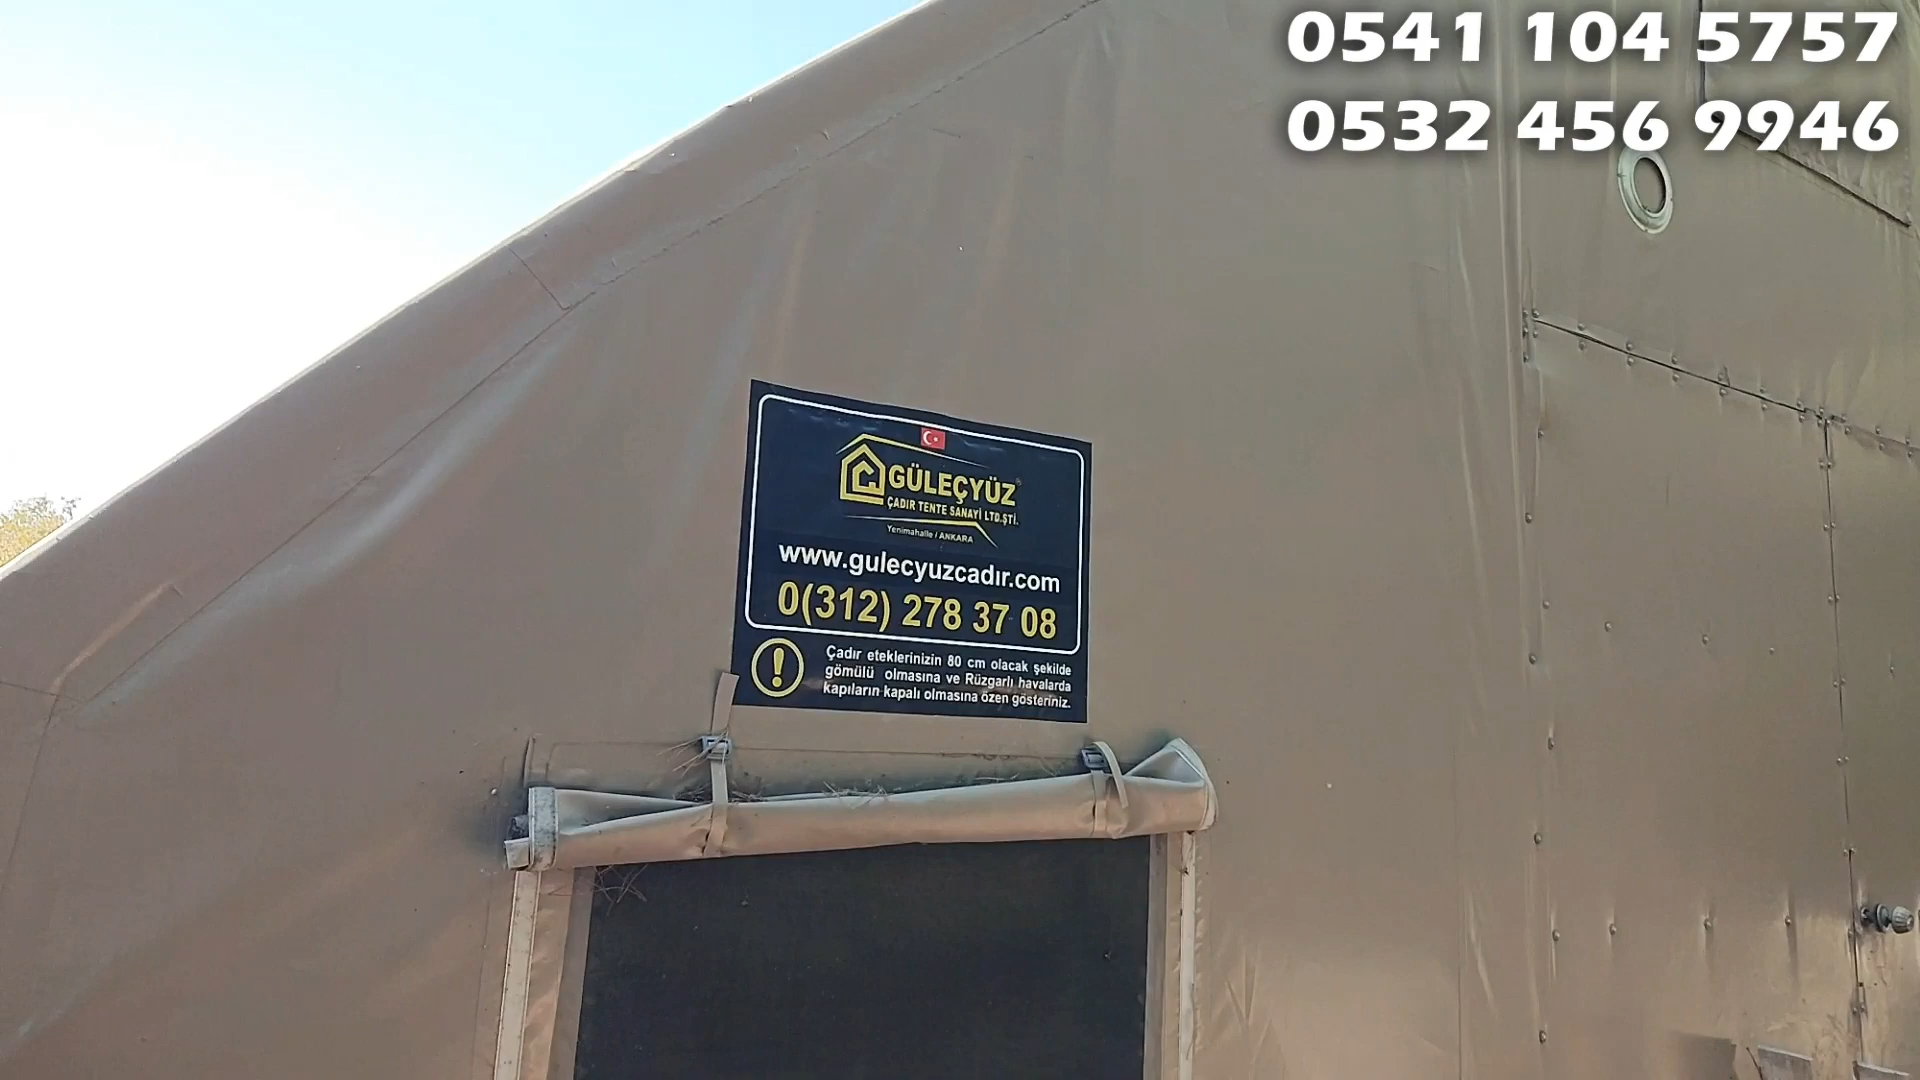 0541 104 5757
0532 456 9946
GÜLEÇYÜZ
ÇADIR TENTE SANAYİ LTD.ŞTİ.
Yenimahalle / ANKARA
www.gulecyuzcadır.com
0(312) 278 37 08
Çadır eteklerinizin 80 cm olacak şekilde
gömülü olmasına ve Rüzgarlı havalarda
kapıların kapalı olmasına özen gösteriniz.